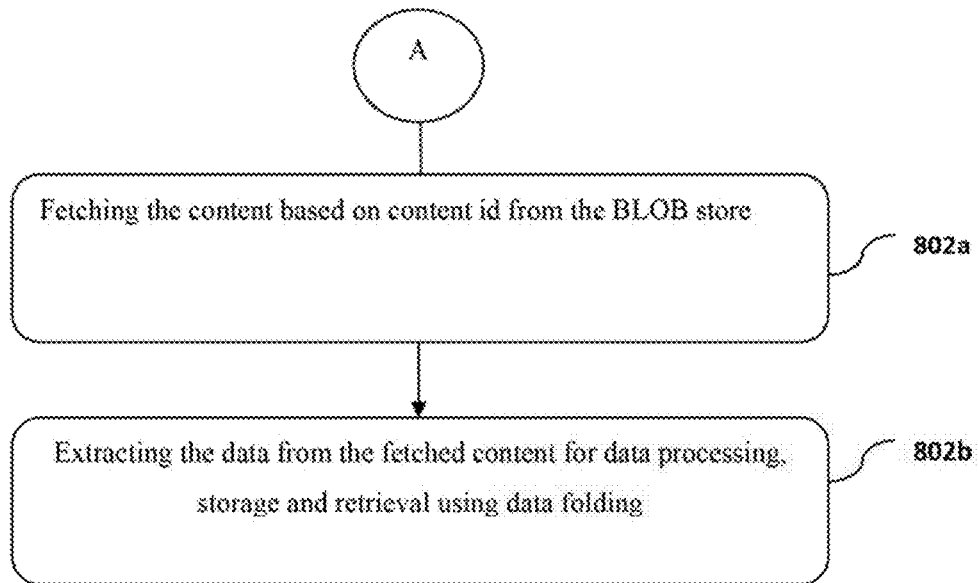 A
Fetching the content based on content id from the BLOB store
802a
Extracting the data from the fetched content for data processing,
802b
storage and retrieval using data folding